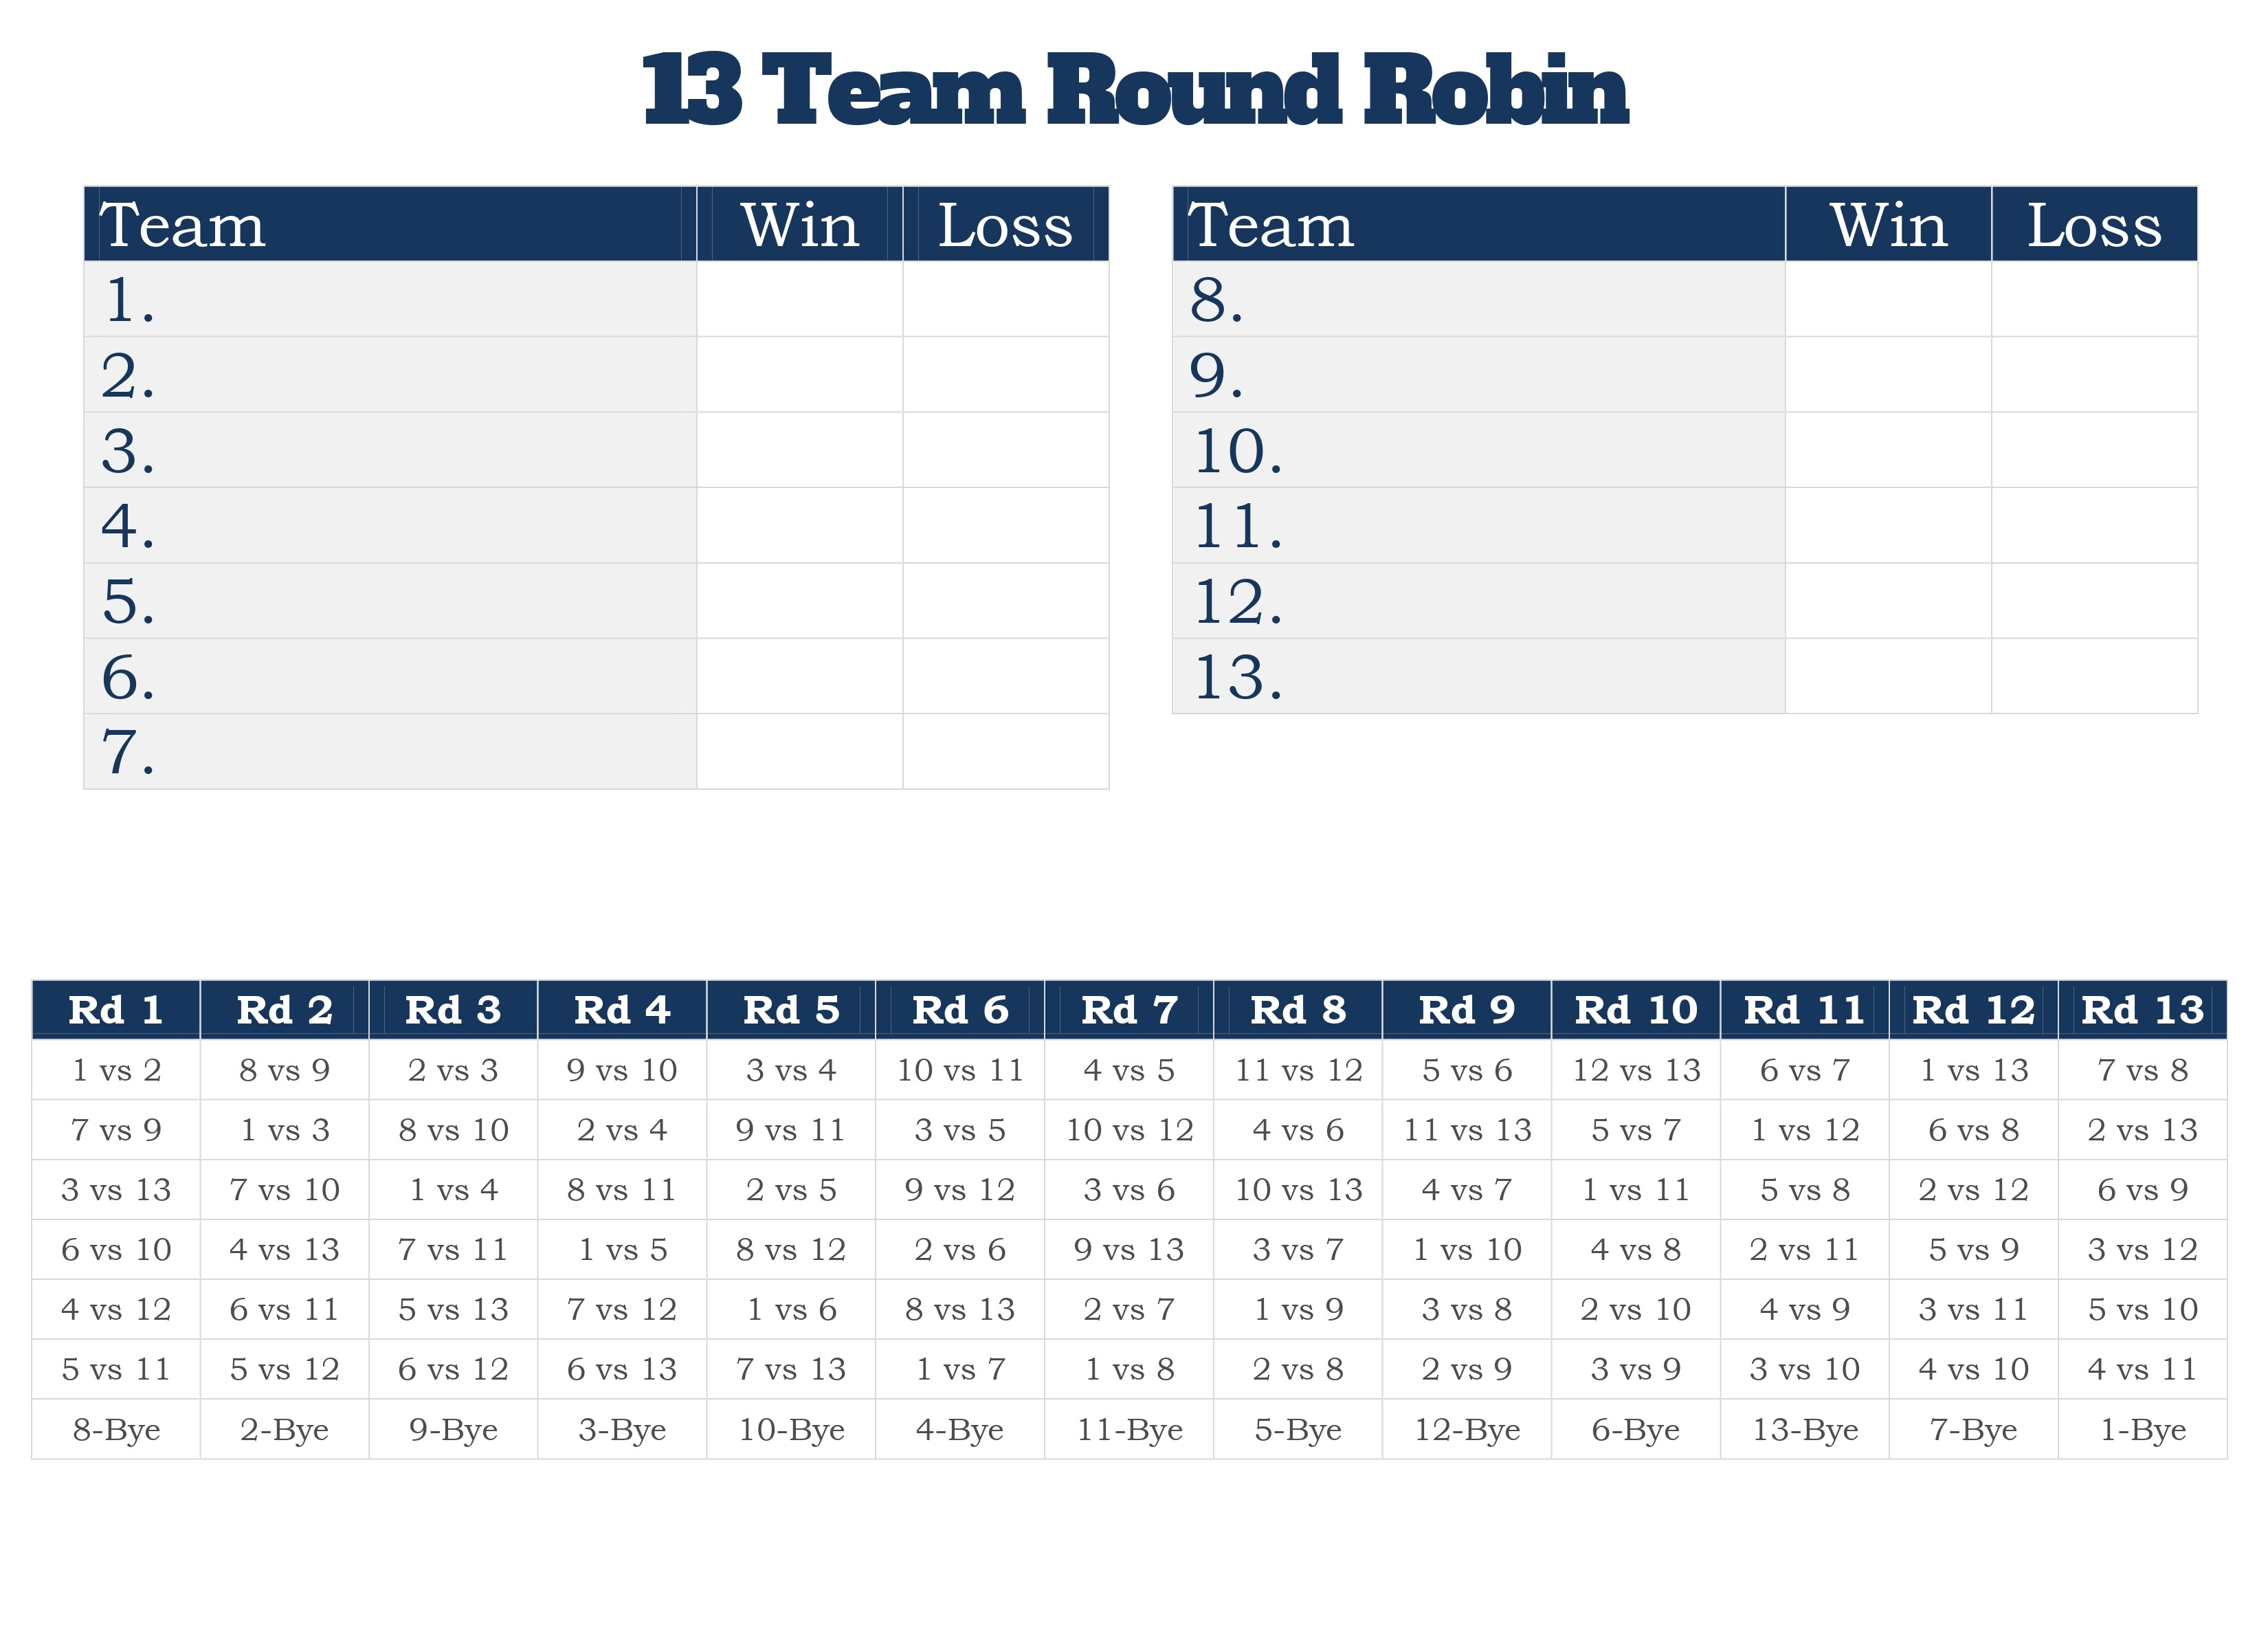 13 Team Round Robin
Team Win Loss
1.
2.
3.
4.
5.
6.
7.
Team Win Loss
8.
9.
10.
11.
12.
13.
Rd 1 Rd 2 Rd 3 Rd 4 Rd 5 Rd 6 Rd 7 Rd 8 Rd 9 Rd 10 Rd 11 Rd 12 Rd 13
1 vs 2 8 vs 9 2 vs 3 9 vs 10 3 vs 4 10 vs 11 4 vs 5 11 vs 12 5 vs 6 12 vs 13 6 vs 7 1 vs 13 7 vs 8
7 vs 9 1 vs 3 8 vs 10 2 vs 4 9 vs 11 3 vs 5 10 vs 12 4 vs 6 11 vs 13 5 vs 7 1 vs 12 6 vs 8 2 vs 13
3 vs 13 7 vs 10 1 vs 4 8 vs 11 2 vs 5 9 vs 12 3 vs 6 10 vs 13 4 vs 7 1 vs 11 5 vs 8 2 vs 12 6 vs 9
6 vs 10 4 vs 13 7 vs 11 1 vs 5 8 vs 12 2 vs 6 9 vs 13 3 vs 7 1 vs 10 4 vs 8 2 vs 11 5 vs 9 3 vs 12
4 vs 12 6 vs 11 5 vs 13 7 vs 12 1 vs 6 8 vs 13 2 vs 7 1 vs 9 3 vs 8 2 vs 10 4 vs 9 3 vs 11 5 vs 10
5 vs 11 5 vs 12 6 vs 12 6 vs 13 7 vs 13 1 vs 7 1 vs 8 2 vs 8 2 vs 9 3 vs 9 3 vs 10 4 vs 10 4 vs 11
8-Bye 2-Bye 9-Bye 3-Bye 10-Bye 4-Bye 11-Bye 5-Bye 12-Bye 6-Bye 13-Bye 7-Bye 1-Bye